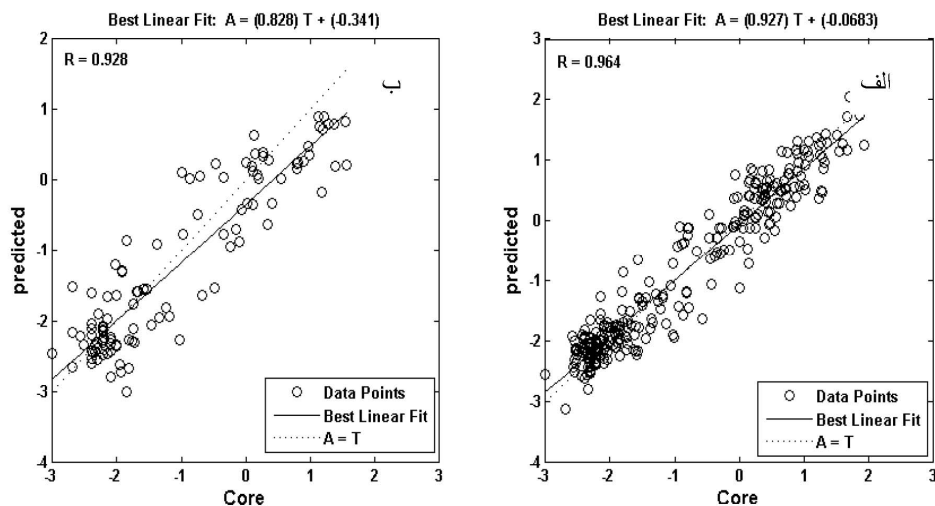 Best Linear Fit: A = (0.828) T + (-0.341)
R = 0.928
ب
predicted
2
1
0
-1
-2
-3
-4
-3
-2
-1
0
1
2
3
Core
Data Points
Best Linear Fit
A = T
Best Linear Fit: A = (0.927) T + (-0.0683)
R = 0.964
الف
predicted
3
2
1
0
-1
-2
-3
-4
-3
-2
-1
0
1
2
3
Core
Data Points
Best Linear Fit
A = T